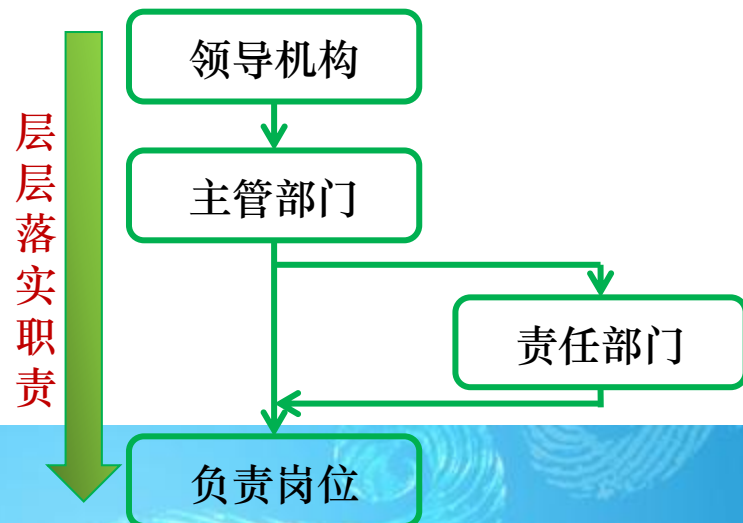 层层落实职责
领导机构
主管部门
责任部门
负责岗位